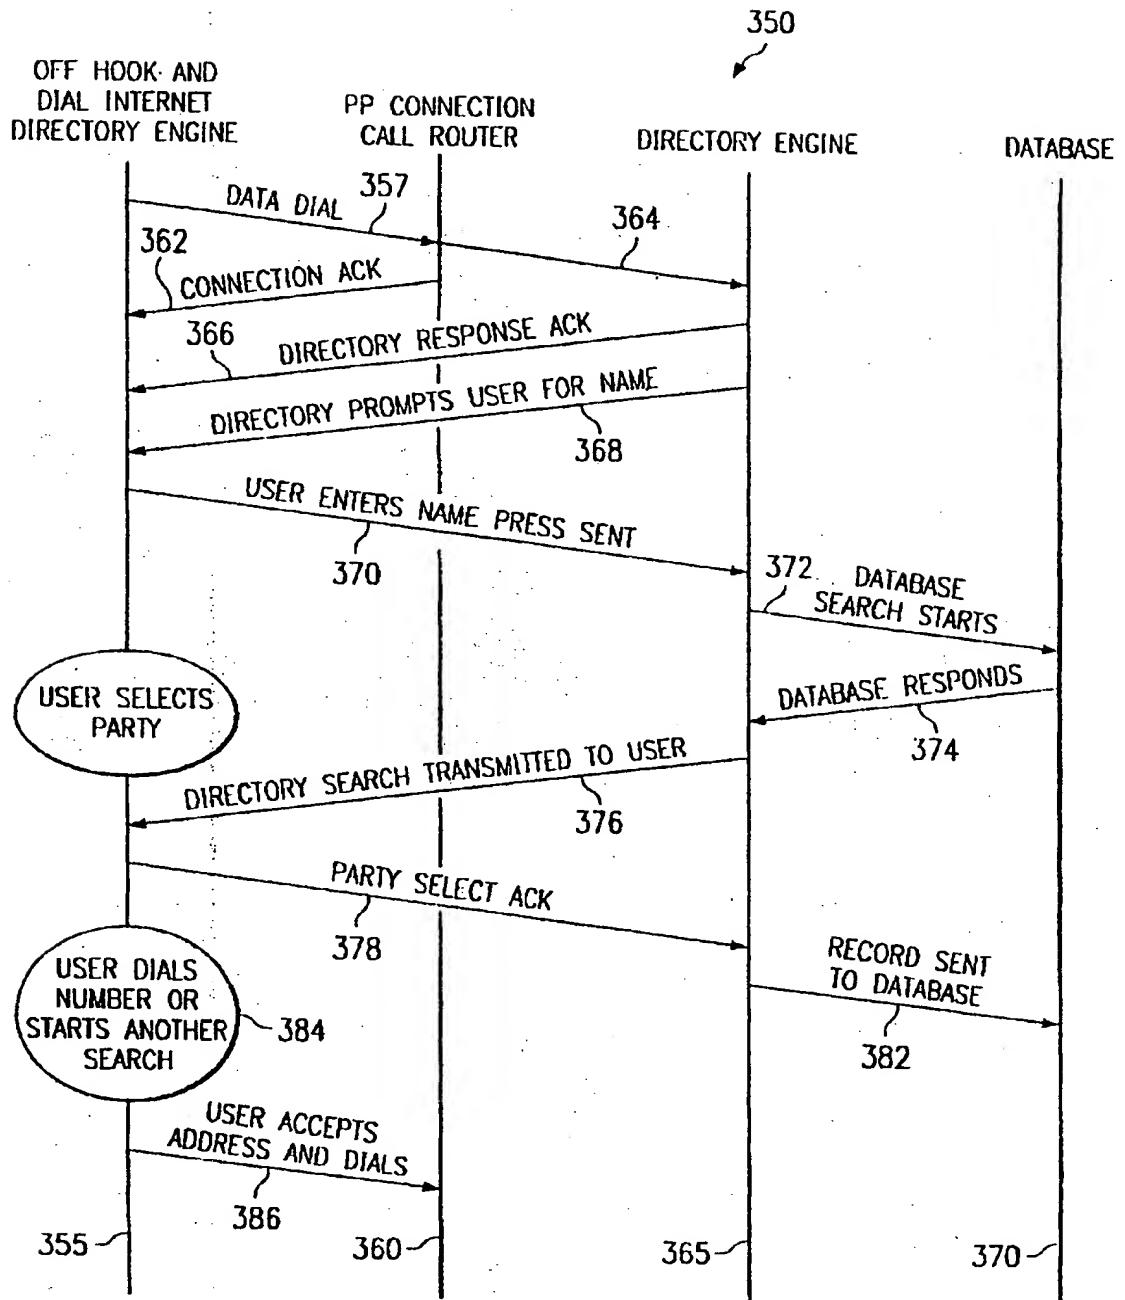 350
OFF HOOK AND
DIAL INTERNET
DIRECTORY ENGINE
PP CONNECTION
CALL ROUTER
DIRECTORY ENGINE
DATABASE
DATA DIAL
357
364
362
CONNECTION ACK
366
DIRECTORY RESPONSE ACK
DIRECTORY PROMPTS USER FOR NAME
368
USER ENTERS NAME PRESS SENT
370
372
DATABASE
SEARCH STARTS
USER SELECTS
PARTY
DATABASE RESPONDS
374
DIRECTORY SEARCH TRANSMITTED TO USER
376
PARTY SELECT ACK
378
RECORD SENT
TO DATABASE
382
USER DIALS
NUMBER OR
STARTS ANOTHER
SEARCH
384
USER ACCEPTS
ADDRESS AND DIALS
386
355
360
365
370